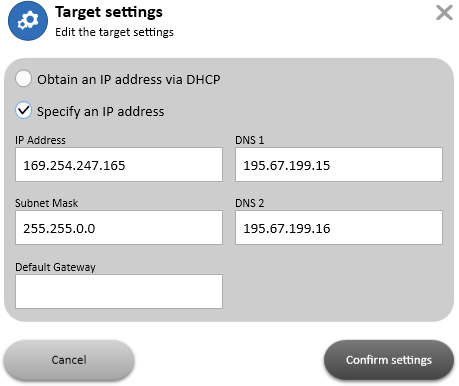 Target settings
Edit the target settings
Obtain an IP address via DHCP
Specify an IP address
IP Address
DNS 1
169.254.247.165
195.67.199.15
Subnet Mask
DNS 2
255.255.0.0
195.67.199.16
Default Gateway
Cancel
Confirm settings